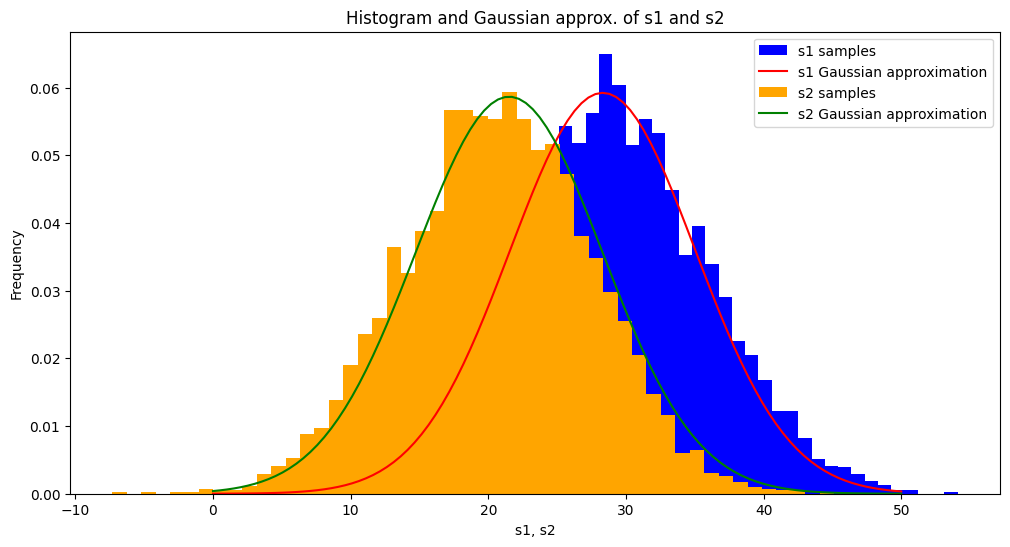 Histogram and Gaussian approx. of s1 and s2
s1 samples
s1 Gaussian approximation
s2 samples
s2 Gaussian approximation
Frequency
0.06
0.05
0.04
0.03
0.02
0.01
0.00
−10 0 10 20 30 40 50
s1, s2